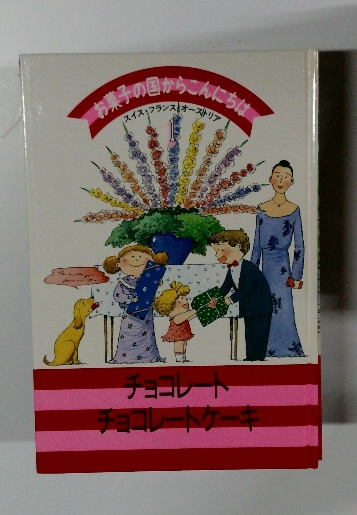 お菓子の国からこんにちは
スイス・フランス・オーストリア
1
チョコレート
チョコレートケーキ